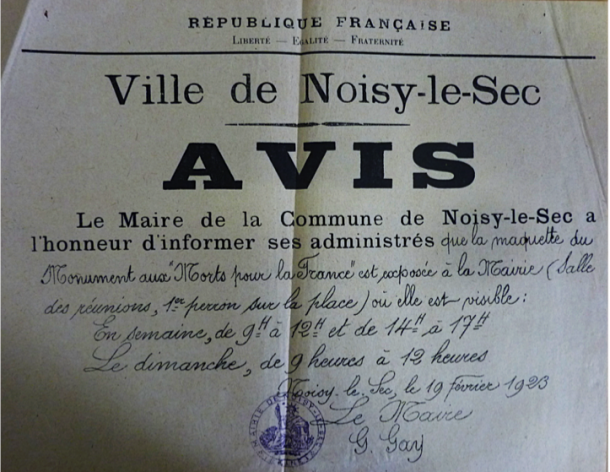 RÉPUBLIQUE FRANÇAISE
LIBERTÉ — EGALITÉ — FRATERNITÉ
Ville de Noisy-le-Sec
AVIS
Le Maire de la Commune de Noisy-le-Sec a
l'honneur d'informer ses administrés que la maquette du
Monument aux "Morts pour la France" est exposée à la Mairie (Salle
des réunions, 1er perron sur la place) où elle est visible :
En semaine, de 9H à 12H et de 14H à 17H
Le dimanche, de 9 heures à 12 heures
Noisy-le-Sec, le 19 février 1923
Le Maire
G. Gay